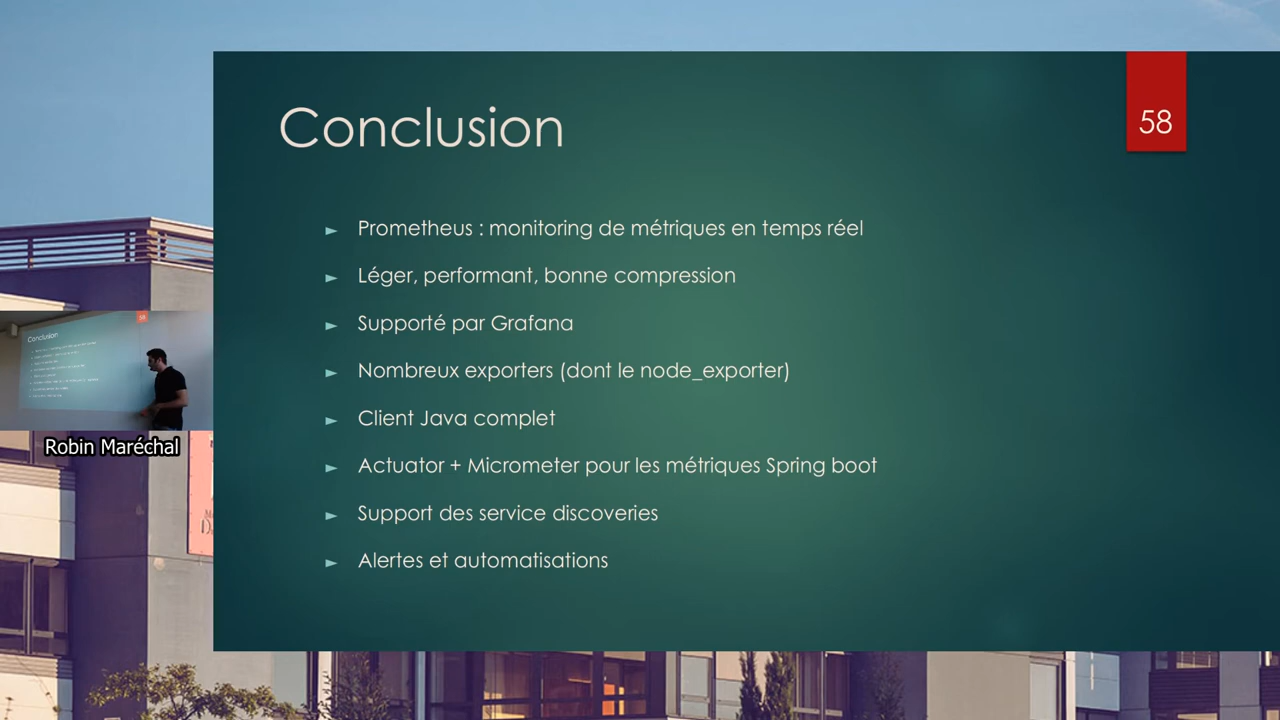 Conclusion
58
Prometheus : monitoring de métriques en temps réel
Léger, performant, bonne compression
Supporté par Grafana
Nombreux exporters (dont le node_exporter)
Client Java complet
Actuator + Micrometer pour les métriques Spring boot
Support des service discoveries
Alertes et automatisations
Conclusion
58
Robin Maréchal